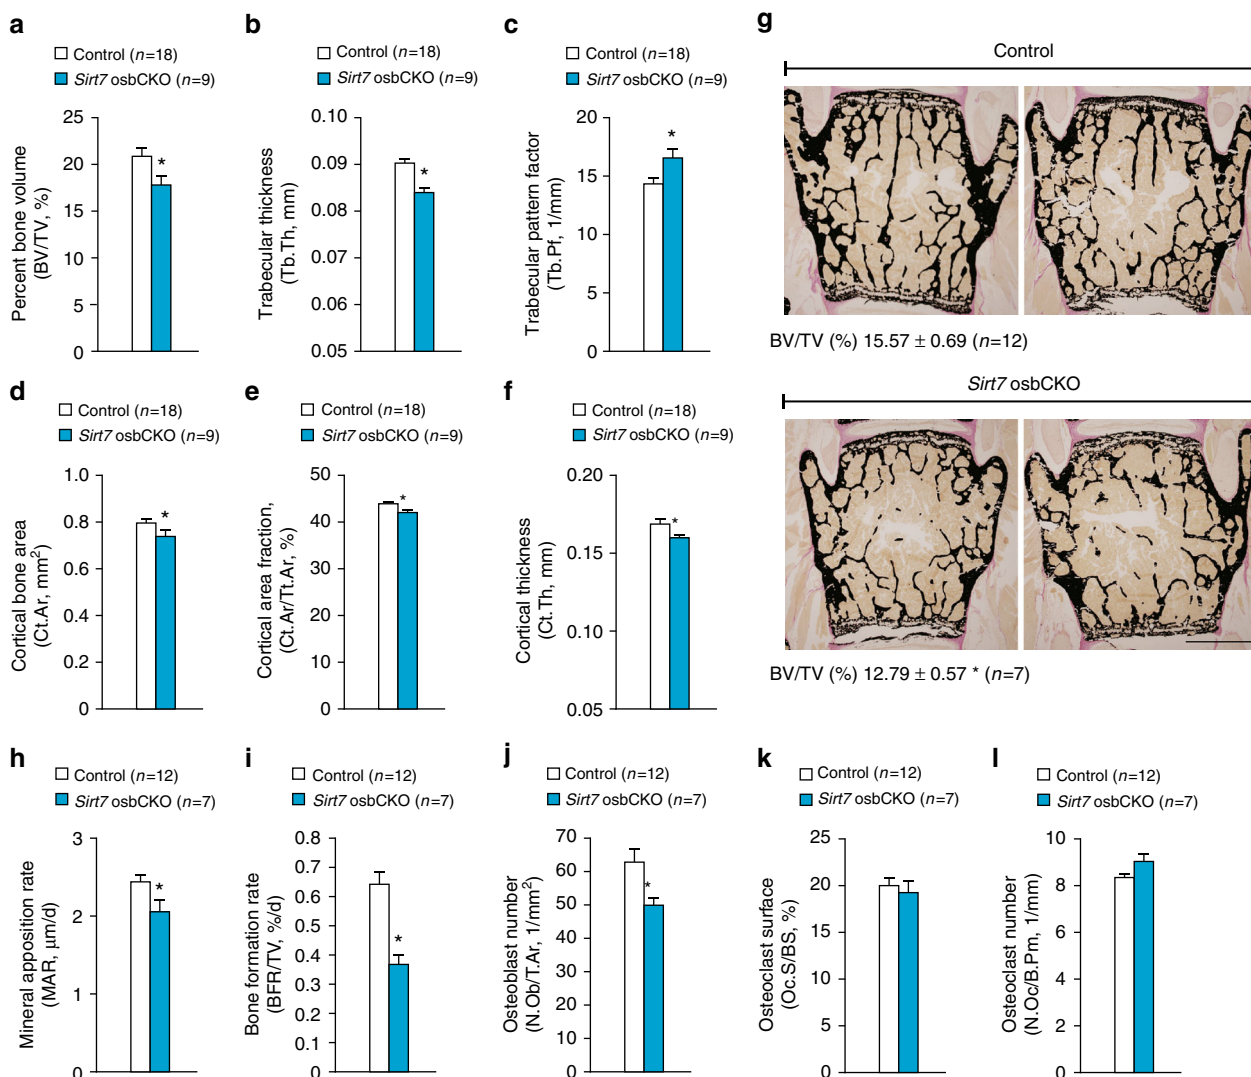 a
Control (n=18)
Sirt7 osbCKO (n=9)
Percent bone volume
(BV/TV, %)
25
20
15
10
5
0
*
b
Control (n=18)
Sirt7 osbCKO (n=9)
Trabecular thickness
(Tb.Th, mm)
0.10
0.09
0.08
0.07
0.06
0.05
*
c
Control (n=18)
Sirt7 osbCKO (n=9)
Trabecular pattern factor
(Tb.Pf, 1/mm)
20
15
10
5
0
*
d
Control (n=18)
Sirt7 osbCKO (n=9)
Cortical bone area
(Ct.Ar, mm²)
1.0
0.8
0.6
0.4
0.2
0
*
e
Control (n=18)
Sirt7 osbCKO (n=9)
Cortical area fraction,
(Ct.Ar/Tt.Ar, %)
50
40
30
20
10
0
*
f
Control (n=18)
Sirt7 osbCKO (n=9)
Cortical thickness
(Ct.Th, mm)
0.20
0.15
0.10
0.05
*
g
Control
BV/TV (%) 15.57 ± 0.69 (n=12)
Sirt7 osbCKO
BV/TV (%) 12.79 ± 0.57 * (n=7)
h
Control (n=12)
Sirt7 osbCKO (n=7)
Mineral apposition rate
(MAR, μm/d)
3
2
1
0
*
i
Control (n=12)
Sirt7 osbCKO (n=7)
Bone formation rate
(BFR/TV, %/d)
0.8
0.7
0.6
0.5
0.4
0.3
0.2
0.1
0
*
j
Control (n=12)
Sirt7 osbCKO (n=7)
Osteoblast number
(N.Ob/T.Ar, 1/mm²)
70
60
50
40
30
20
10
0
*
k
Control (n=12)
Sirt7 osbCKO (n=7)
Osteoclast surface
(Oc.S/BS, %)
25
20
15
10
5
0
l
Control (n=12)
Sirt7 osbCKO (n=7)
Osteoclast number
(N.Oc/B.Pm, 1/mm)
10
8
6
4
2
0